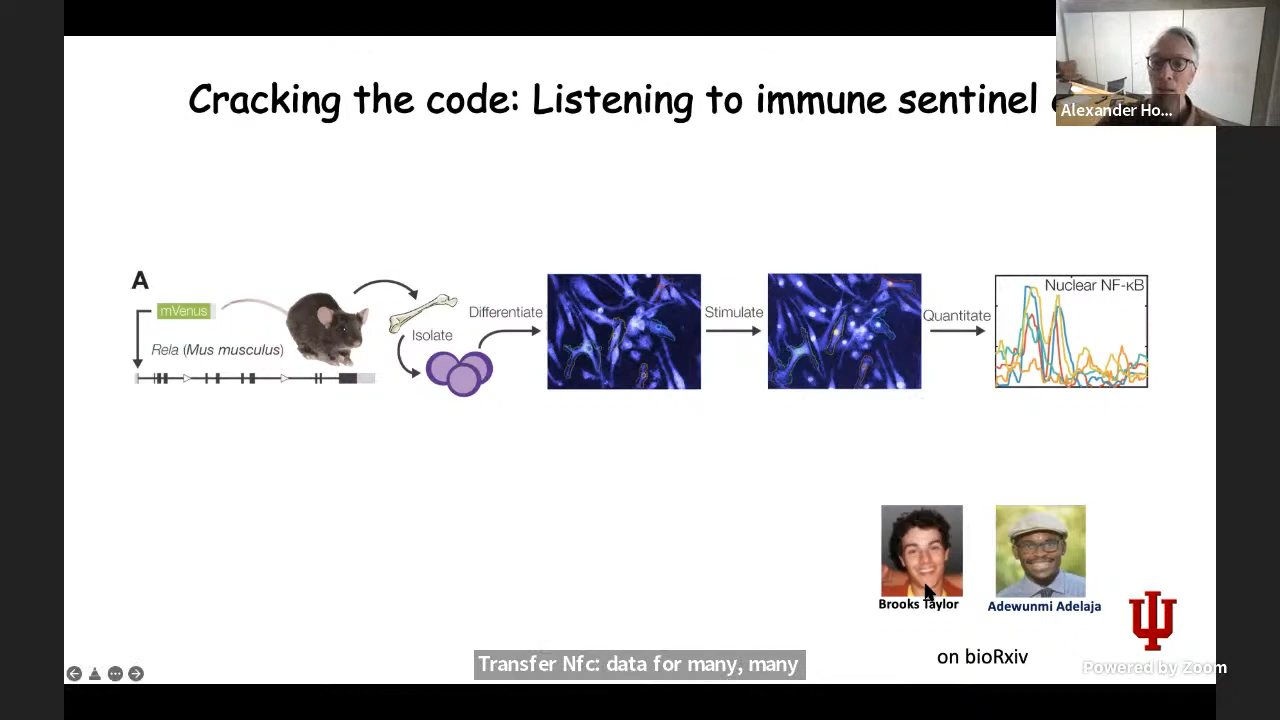 Cracking the code: Listening to immune sentinel
Alexander Ho...
A
mVenus
Rela (Mus musculus)
Isolate
Differentiate
Stimulate
Quantitate
Nuclear NF-κB
Brooks Taylor
Adewunmi Adelaja
on bioRxiv
Transfer Nfc: data for many, many
Powered by Zoom